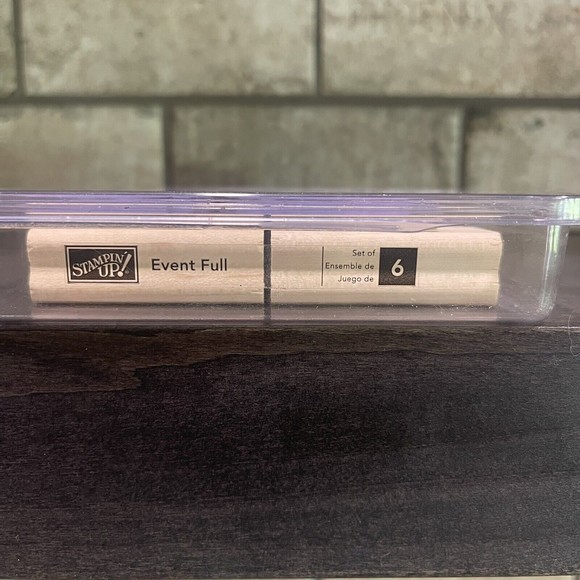 STAMPIN'
UP!®
Event Full
Set of
Ensemble de
Juego de
6